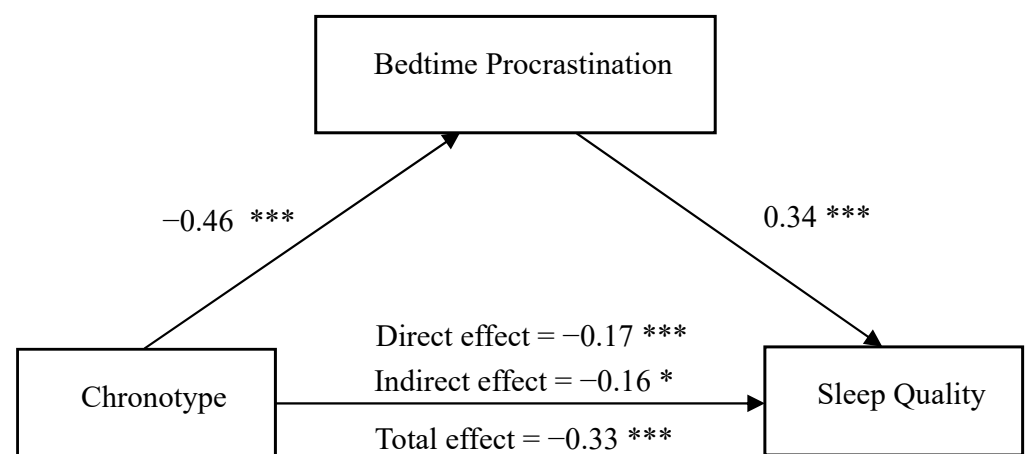 Bedtime Procrastination
−0.46 ***
0.34 ***
Direct effect = −0.17 ***
Indirect effect = −0.16 *
Chronotype
Sleep Quality
Total effect = −0.33 ***